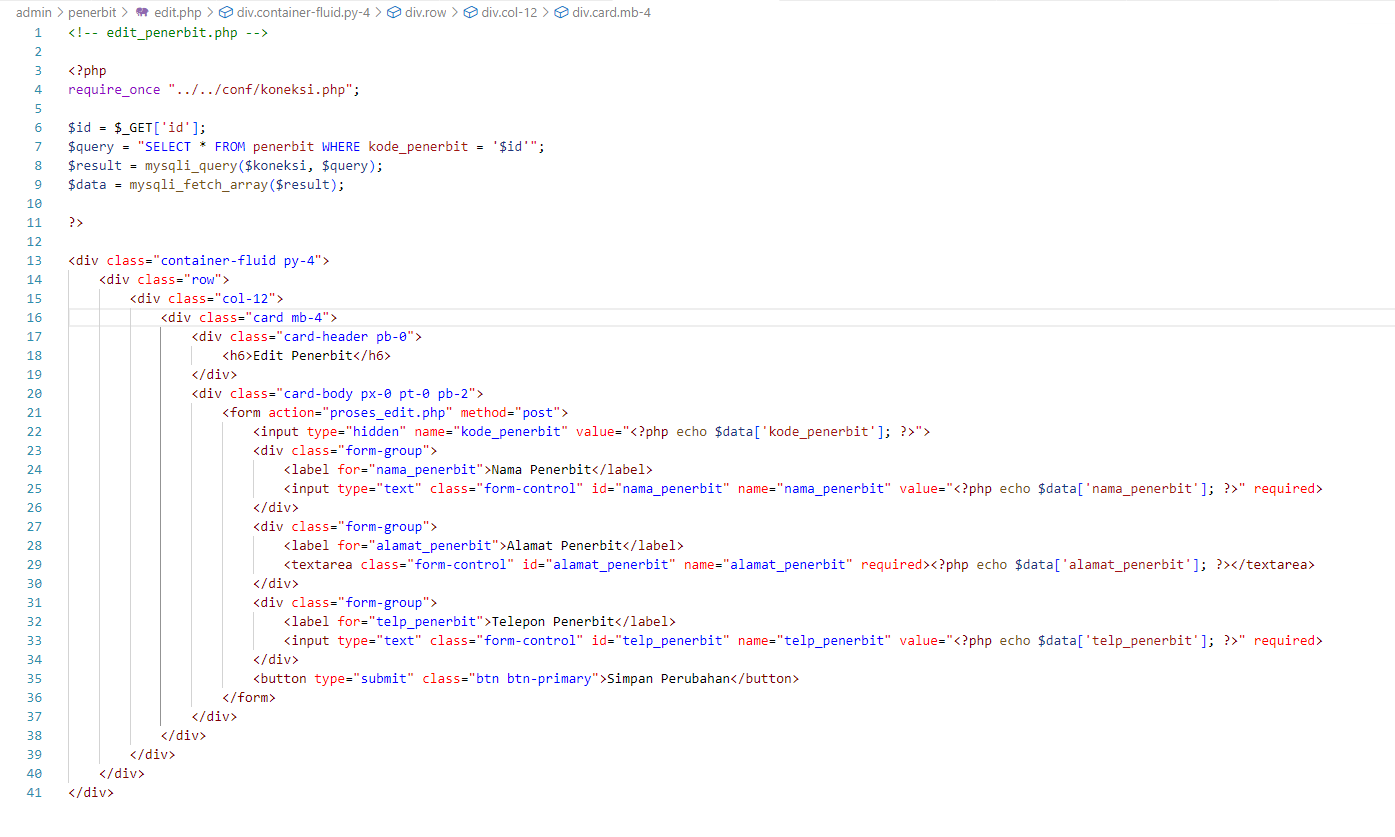 admin > penerbit > edit.php > div.container-fluid.py-4 > div.row > div.col-12 > div.card.mb-4
1 <!-- edit_penerbit.php -->
2
3 <?php
4 require_once "../../conf/koneksi.php";
5
6 $id = $_GET['id'];
7 $query = "SELECT * FROM penerbit WHERE kode_penerbit = '$id'";
8 $result = mysqli_query($koneksi, $query);
9 $data = mysqli_fetch_array($result);
10
11 ?>
12
13 <div class="container-fluid py-4">
14     <div class="row">
15         <div class="col-12">
16             <div class="card mb-4">
17                 <div class="card-header pb-0">
18                     <h6>Edit Penerbit</h6>
19                 </div>
20                 <div class="card-body px-0 pt-0 pb-2">
21                     <form action="proses_edit.php" method="post">
22                         <input type="hidden" name="kode_penerbit" value="<?php echo $data['kode_penerbit']; ?>">
23                         <div class="form-group">
24                             <label for="nama_penerbit">Nama Penerbit</label>
25                             <input type="text" class="form-control" id="nama_penerbit" name="nama_penerbit" value="<?php echo $data['nama_penerbit']; ?>" required>
26                         </div>
27                         <div class="form-group">
28                             <label for="alamat_penerbit">Alamat Penerbit</label>
29                             <textarea class="form-control" id="alamat_penerbit" name="alamat_penerbit" required><?php echo $data['alamat_penerbit']; ?></textarea>
30                         </div>
31                         <div class="form-group">
32                             <label for="telp_penerbit">Telepon Penerbit</label>
33                             <input type="text" class="form-control" id="telp_penerbit" name="telp_penerbit" value="<?php echo $data['telp_penerbit']; ?>" required>
34                         </div>
35                         <button type="submit" class="btn btn-primary">Simpan Perubahan</button>
36                     </form>
37                 </div>
38             </div>
39         </div>
40     </div>
41 </div>